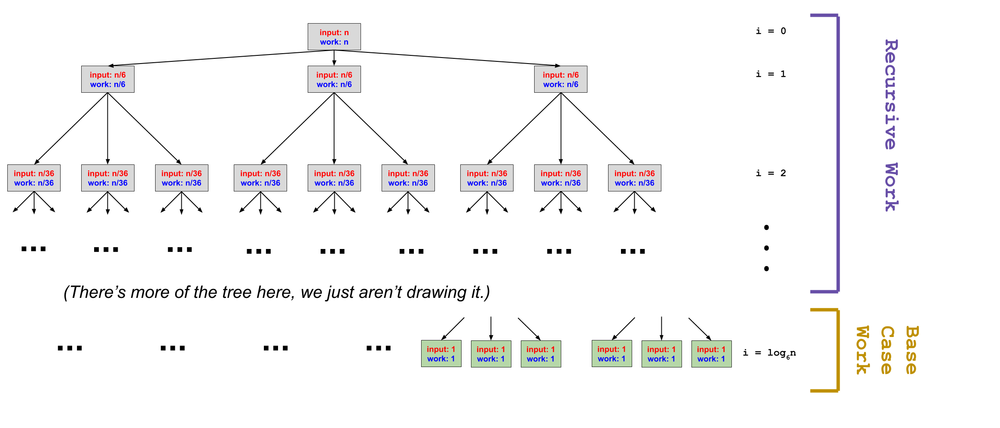 input: n
work: n
i = 0
input: n/6
work: n/6
input: n/6
work: n/6
input: n/6
work: n/6
i = 1
input: n/36
work: n/36
input: n/36
work: n/36
input: n/36
work: n/36
input: n/36
work: n/36
input: n/36
work: n/36
input: n/36
work: n/36
input: n/36
work: n/36
input: n/36
work: n/36
input: n/36
work: n/36
i = 2
Recursive Work
(There’s more of the tree here, we just aren’t drawing it.)
input: 1
work: 1
input: 1
work: 1
input: 1
work: 1
input: 1
work: 1
input: 1
work: 1
input: 1
work: 1
i = log₆n
Base
Case
Work